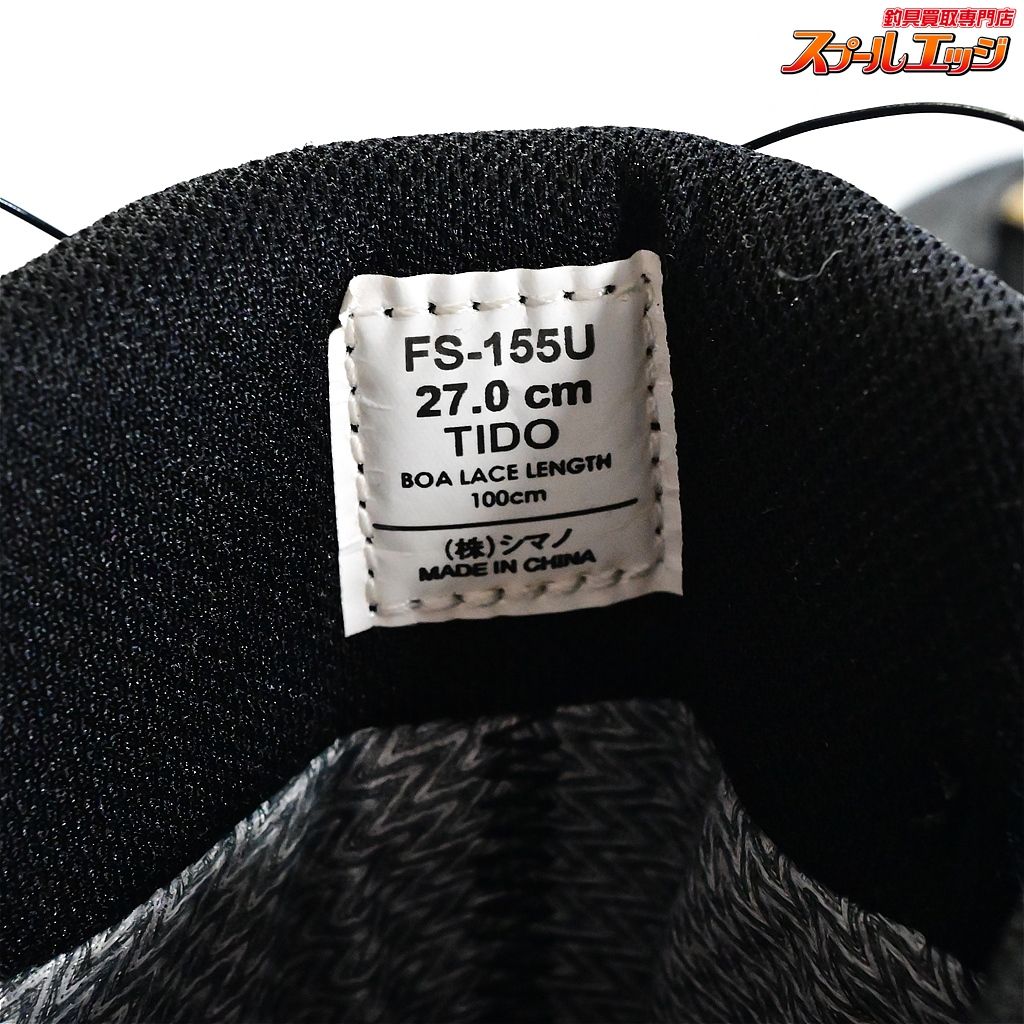 釣具買取専門店
スプールエッジ
FS-155U
27.0 cm
TIDO
BOA LACE LENGTH
100cm
(株)シマノ
MADE IN CHINA